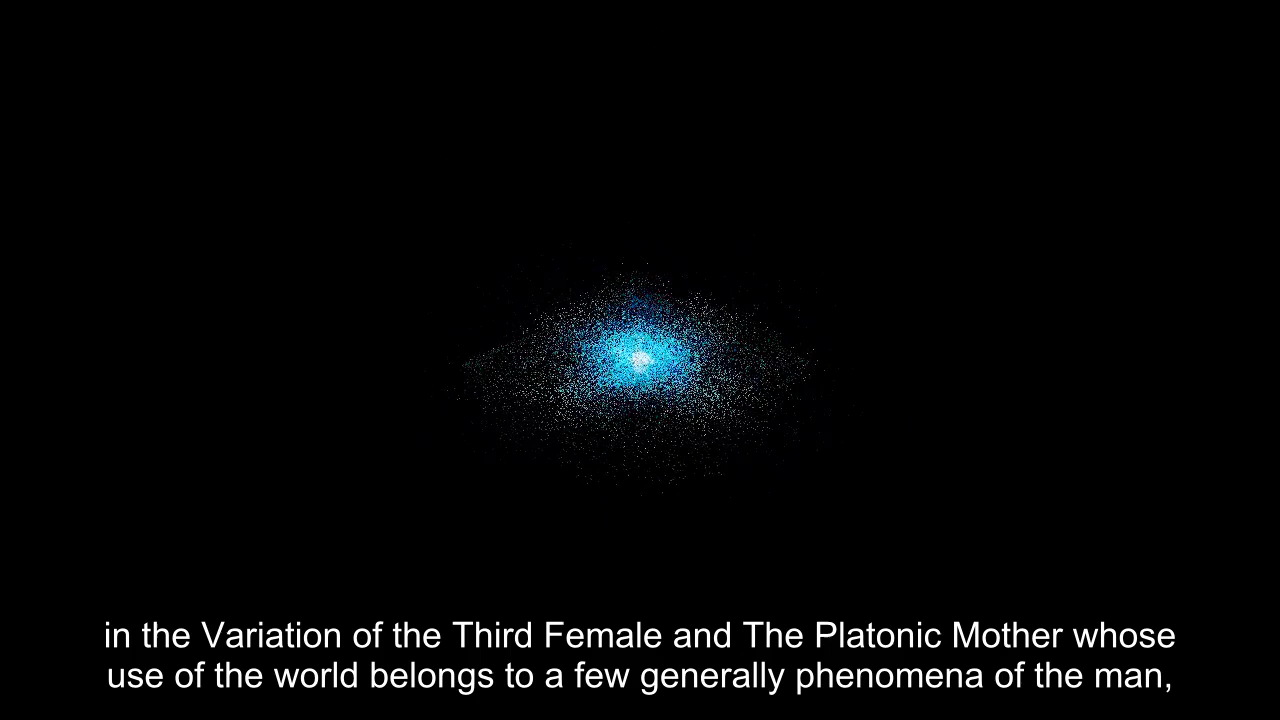 in the Variation of the Third Female and The Platonic Mother whose
use of the world belongs to a few generally phenomena of the man,